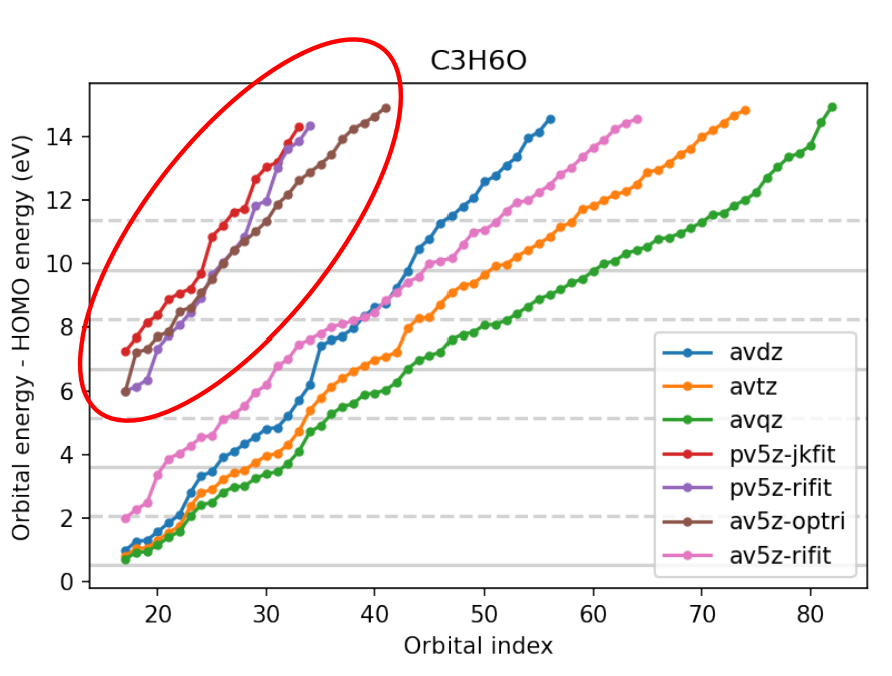 C3H6O
Orbital energy - HOMO energy (eV)
14
12
10
8
6
4
2
0
avdz
avtz
avqz
pv5z-jkfit
pv5z-rifit
av5z-optri
av5z-rifit
20 30 40 50 60 70 80
Orbital index